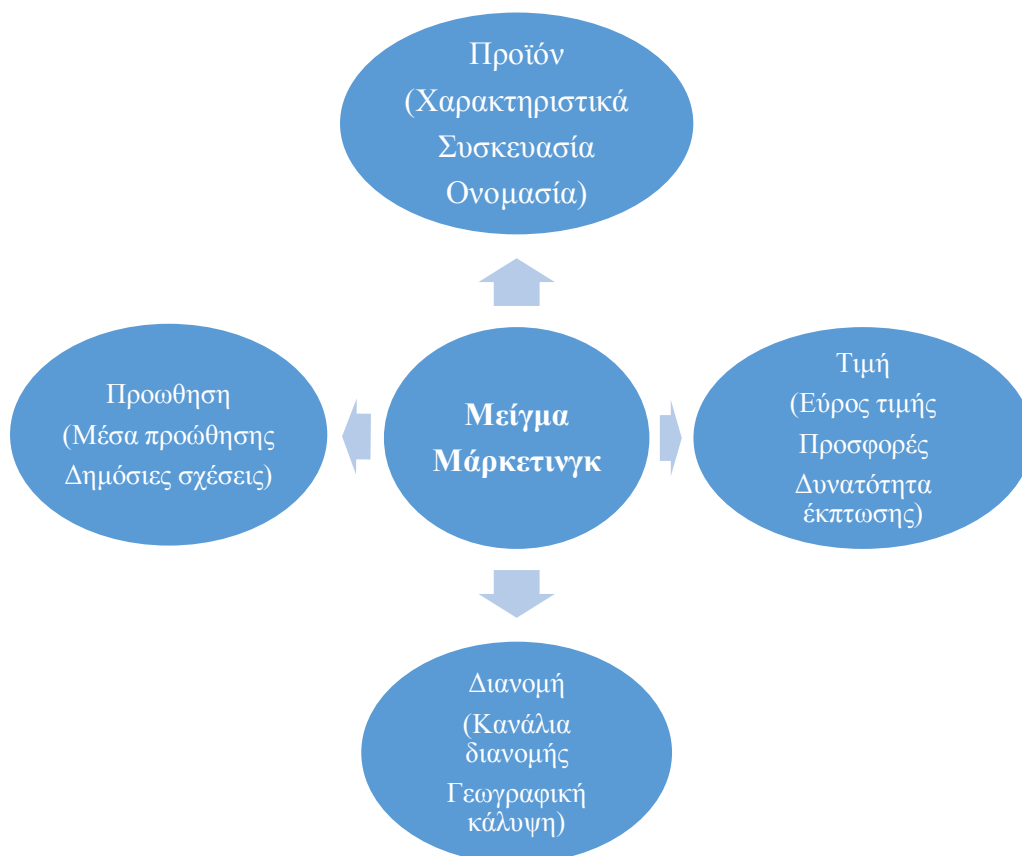 Προϊόν
(Χαρακτηριστικά
Συσκευασία
Ονομασία)
Προωθηση
(Μέσα προώθησης
Δημόσιες σχέσεις)
Μείγμα
Μάρκετινγκ
Τιμή
(Εύρος τιμής
Προσφορές
Δυνατότητα
έκπτωσης)
Διανομή
(Κανάλια
διανομής
Γεωγραφική
κάλυψη)